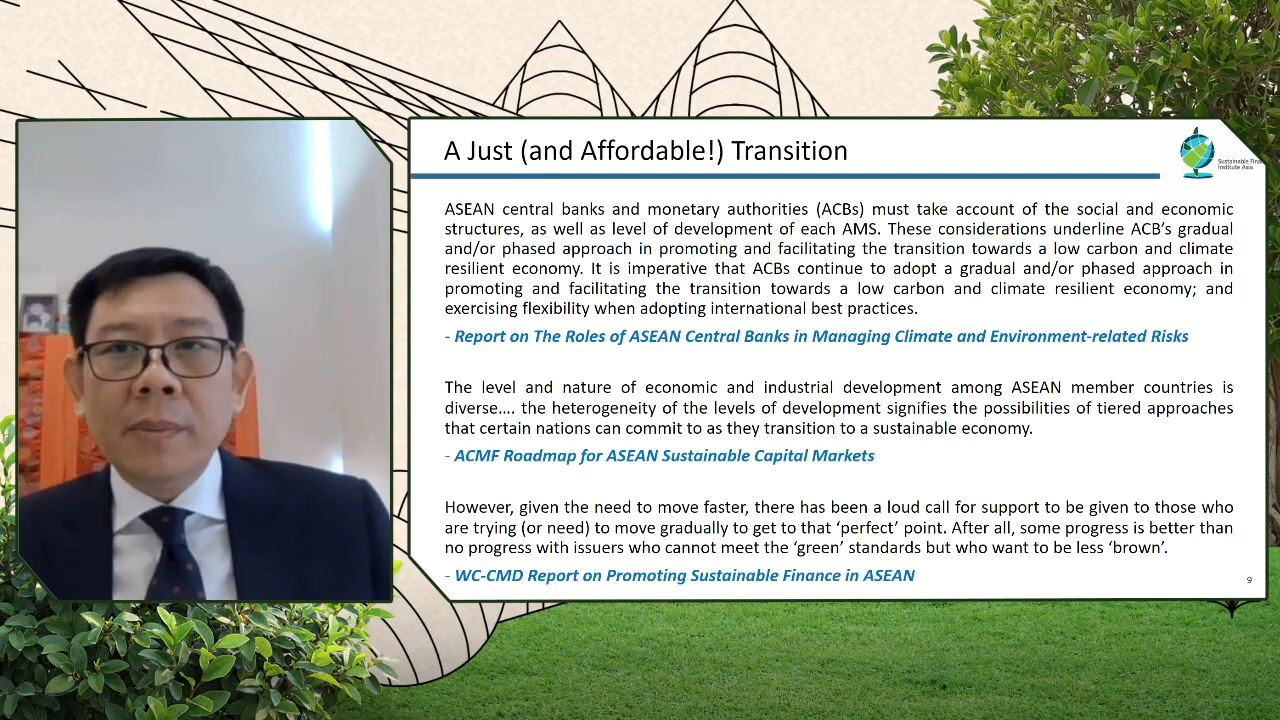 A Just (and Affordable!) Transition
Sustainable
Institute Asia
ASEAN central banks and monetary authorities (ACBs) must take account of the social and economic
structures, as well as level of development of each AMS. These considerations underline ACB's gradual
and/or phased approach in promoting and facilitating the transition towards a low carbon and climate
resilient economy. It is imperative that ACBs continue to adopt a gradual and/or phased approach in
promoting and facilitating the transition towards a low carbon and climate resilient economy; and
exercising flexibility when adopting international best practices.
- Report on The Roles of ASEAN Central Banks in Managing Climate and Environment-related Risks
The level and nature of economic and industrial development among ASEAN member countries is
diverse.... the heterogeneity of the levels of development signifies the possibilities of tiered approaches
that certain nations can commit to as they transition to a sustainable economy.
- ACMF Roadmap for ASEAN Sustainable Capital Markets
However, given the need to move faster, there has been a loud call for support to be given to those who
are trying (or need) to move gradually to get to that 'perfect' point. After all, some progress is better than
no progress with issuers who cannot meet the 'green' standards but who want to be less 'brown'.
- WC-CMD Report on Promoting Sustainable Finance in ASEAN
9